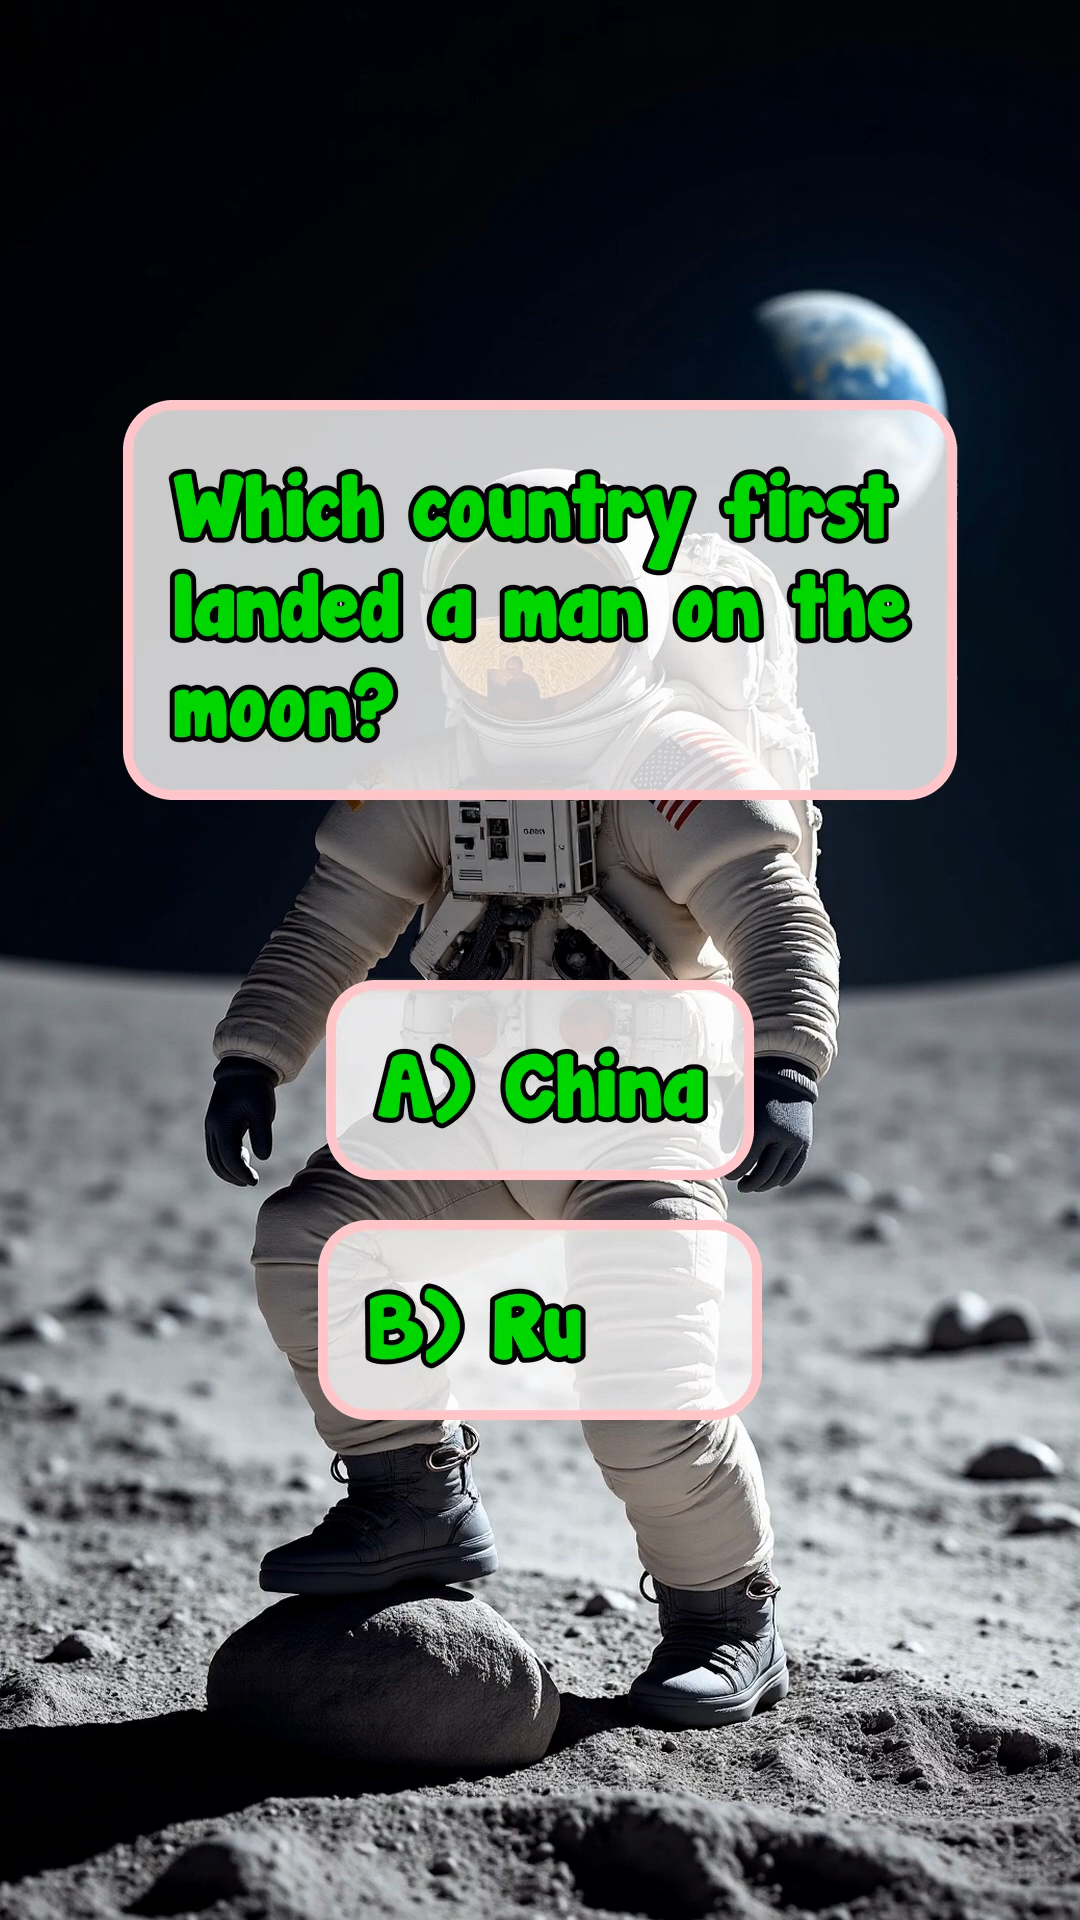 Which country first
landed a man on the
moon?
A) China
B) Ru